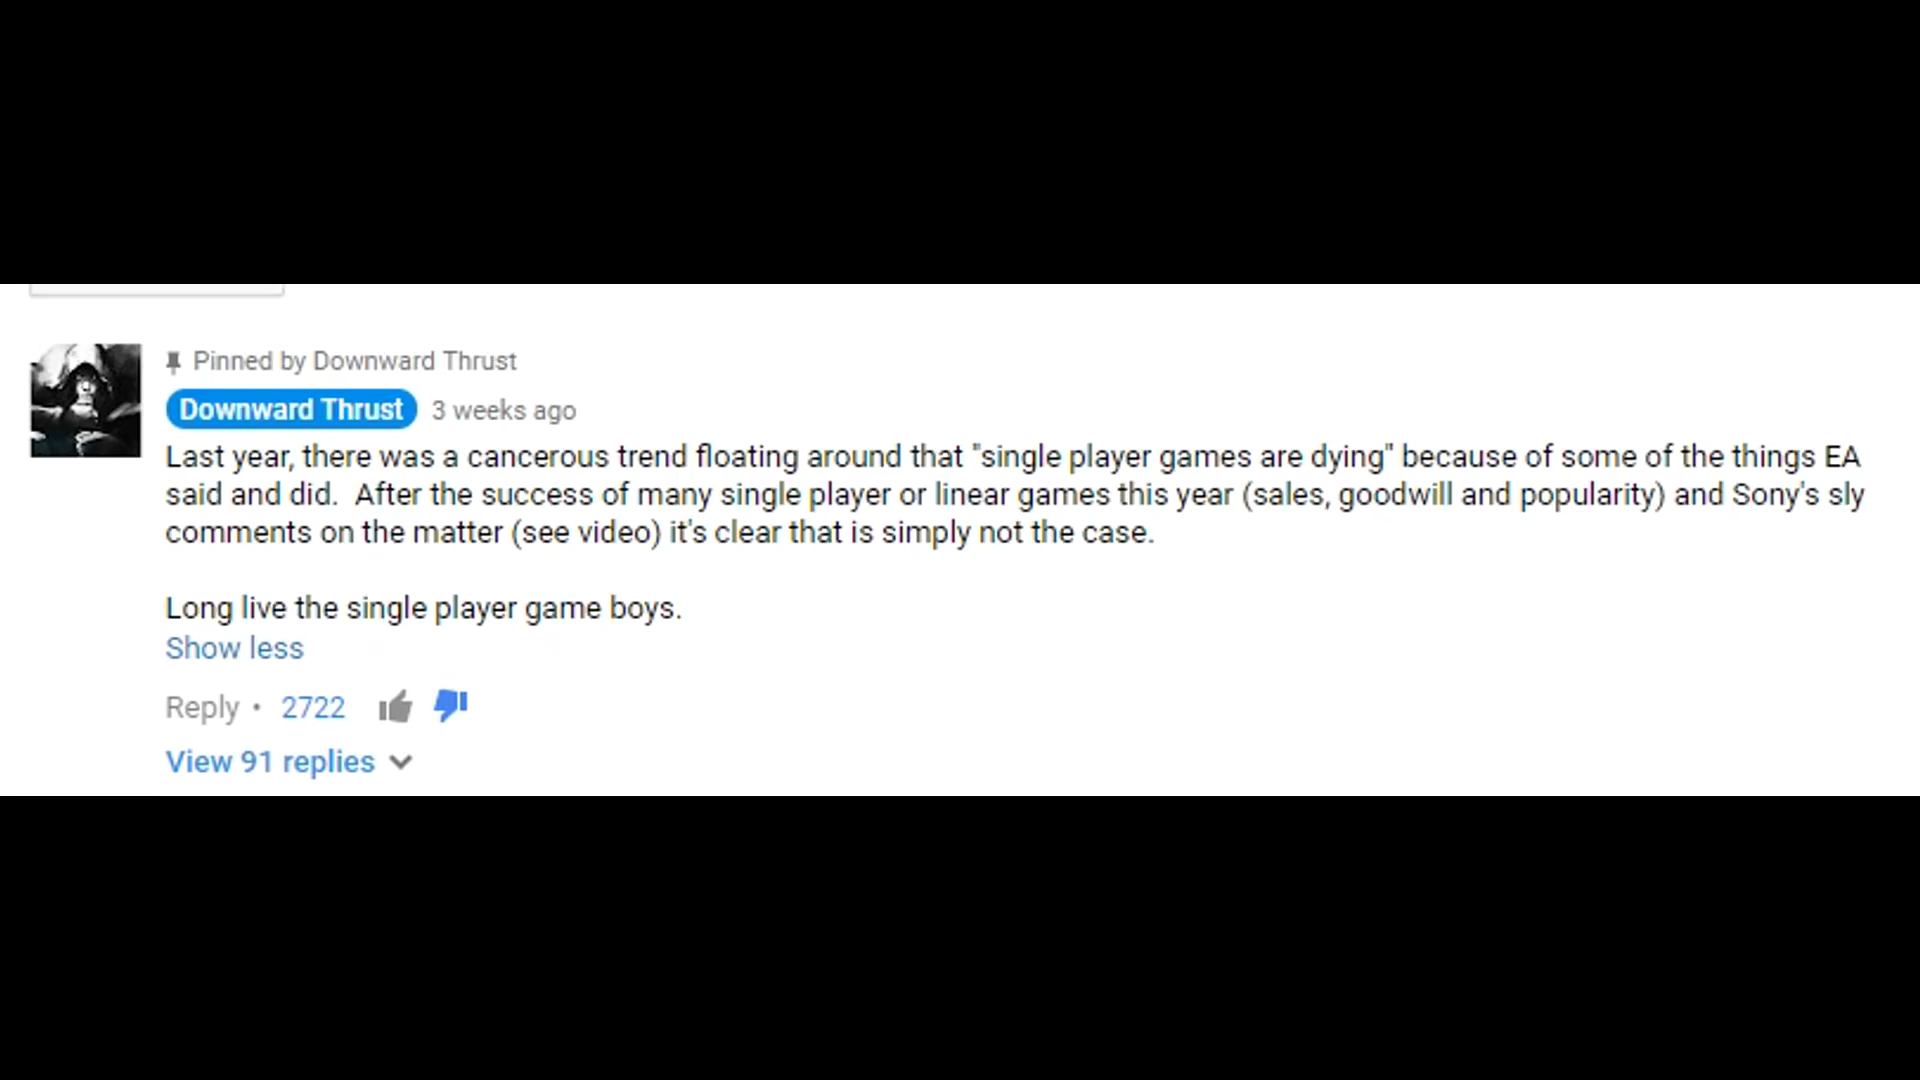 Pinned by Downward Thrust
Downward Thrust 3 weeks ago
Last year, there was a cancerous trend floating around that "single player games are dying" because of some of the things EA
said and did.  After the success of many single player or linear games this year (sales, goodwill and popularity) and Sony's sly
comments on the matter (see video) it's clear that is simply not the case.
Long live the single player game boys.
Show less
Reply • 2722
View 91 replies